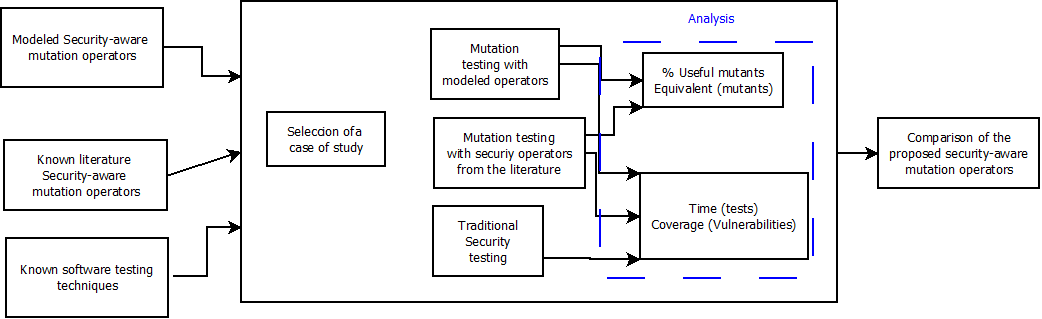 Modeled Security-aware
mutation operators
Known literature
Security-aware
mutation operators
Known software testing
techniques
Seleccion of a
case of study
Mutation
testing with
modeled operators
Mutation testing
with securiy operators
from the literature
Traditional
Security
testing
Analysis
% Useful mutants
Equivalent (mutants)
Time (tests)
Coverage (Vulnerabilities)
Comparison of the
proposed security-aware
mutation operators